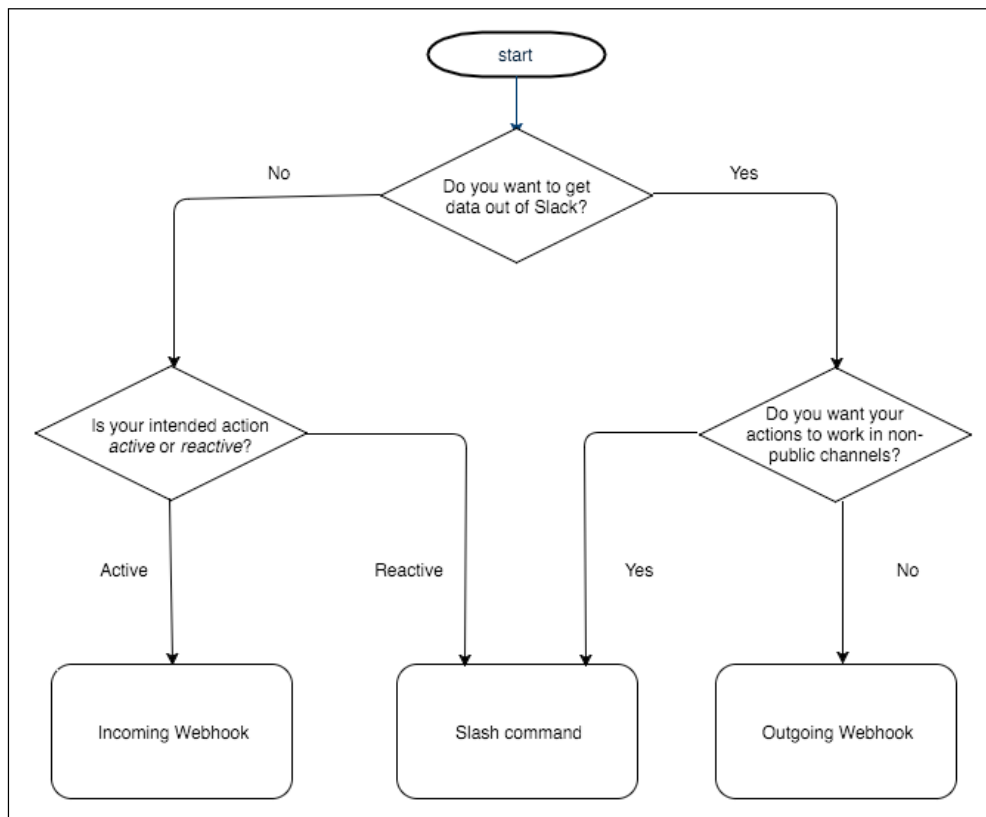 start
No
Yes
Do you want to get
data out of Slack?
Is your intended action
active or reactive?
Do you want your
actions to work in non-
public channels?
Active
Reactive
Yes
No
Incoming Webhook
Slash command
Outgoing Webhook